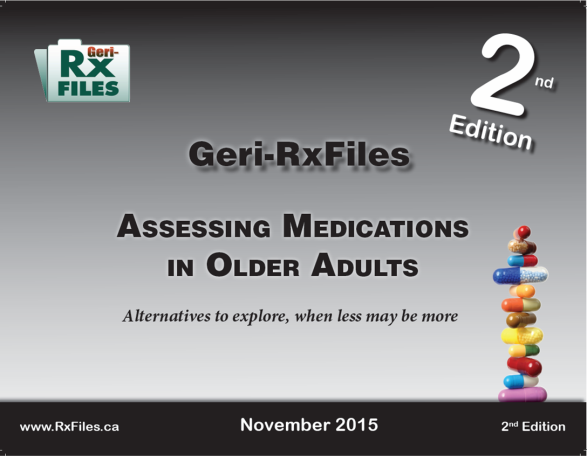 Geri-
Rx
FILES
2nd
Edition
Geri-RxFiles
ASSESSING MEDICATIONS
IN OLDER ADULTS
Alternatives to explore, when less may be more
www.RxFiles.ca
November 2015
2nd Edition